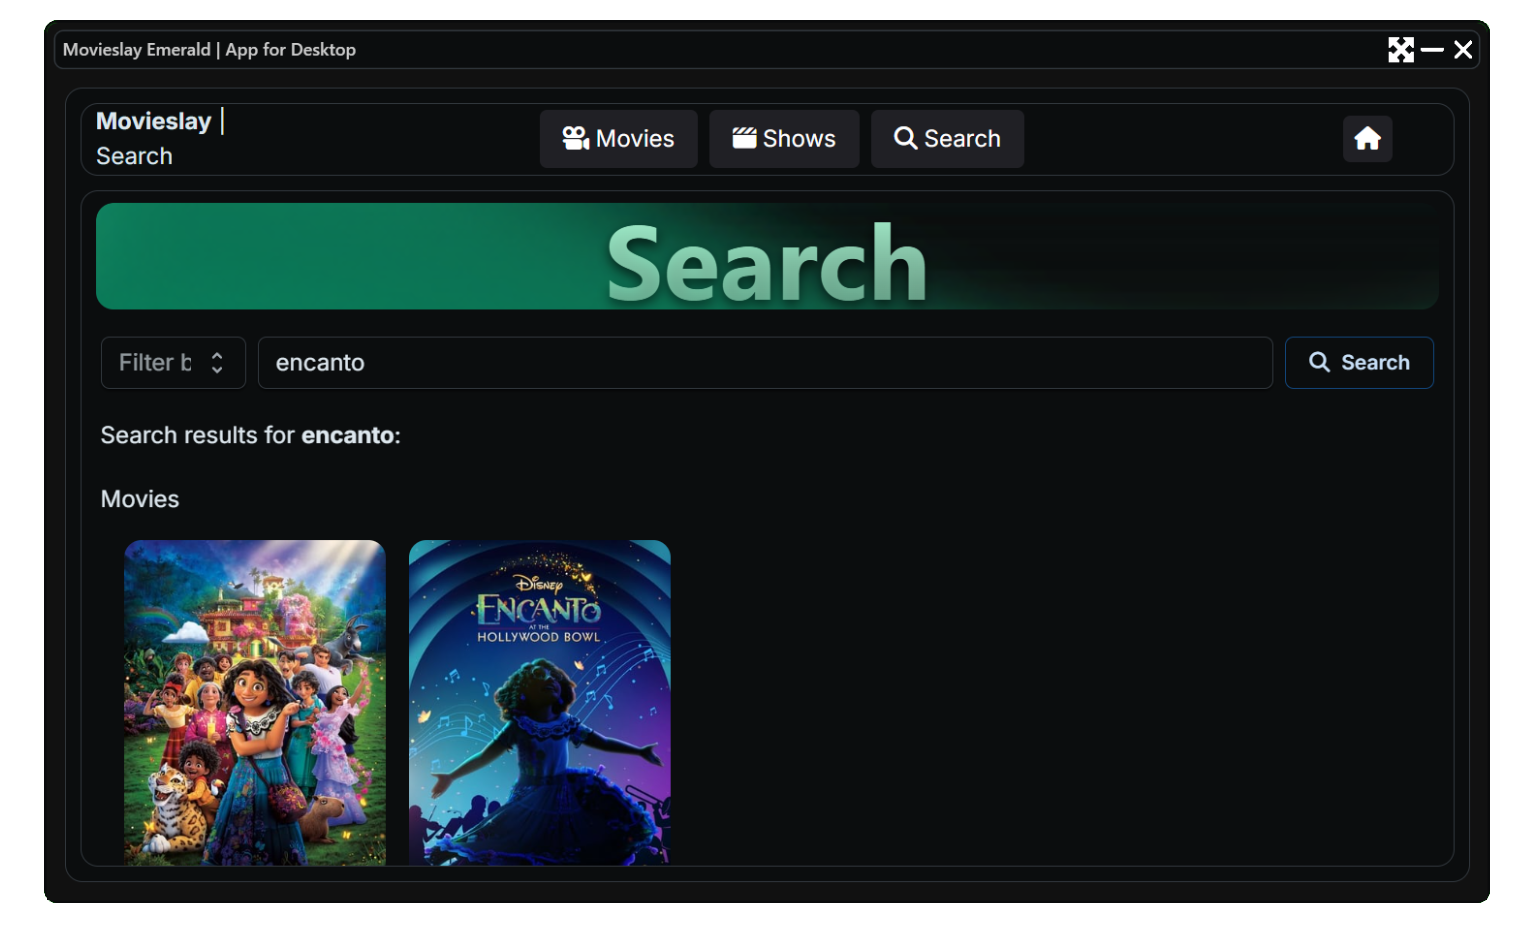 Movieslay Emerald | App for Desktop
Movieslay |
Search
Movies
Shows
Search
Search
Filter b
encanto
Search
Search results for encanto:
Movies
Disney
ENCANTO
AT THE
HOLLYWOOD BOWL